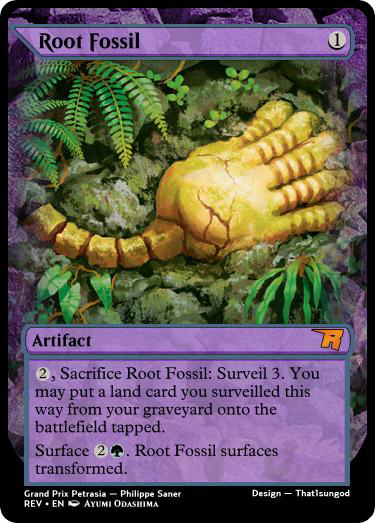 Root Fossil 1
Artifact
2, Sacrifice Root Fossil: Surveil 3. You
may put a land card you surveilled this
way from your graveyard onto the
battlefield tapped.
Surface 2. Root Fossil surfaces
transformed.
Grand Prix Petrasia — Philippe Saner
Design — That1sungod
REV • EN Ayumi Odashima